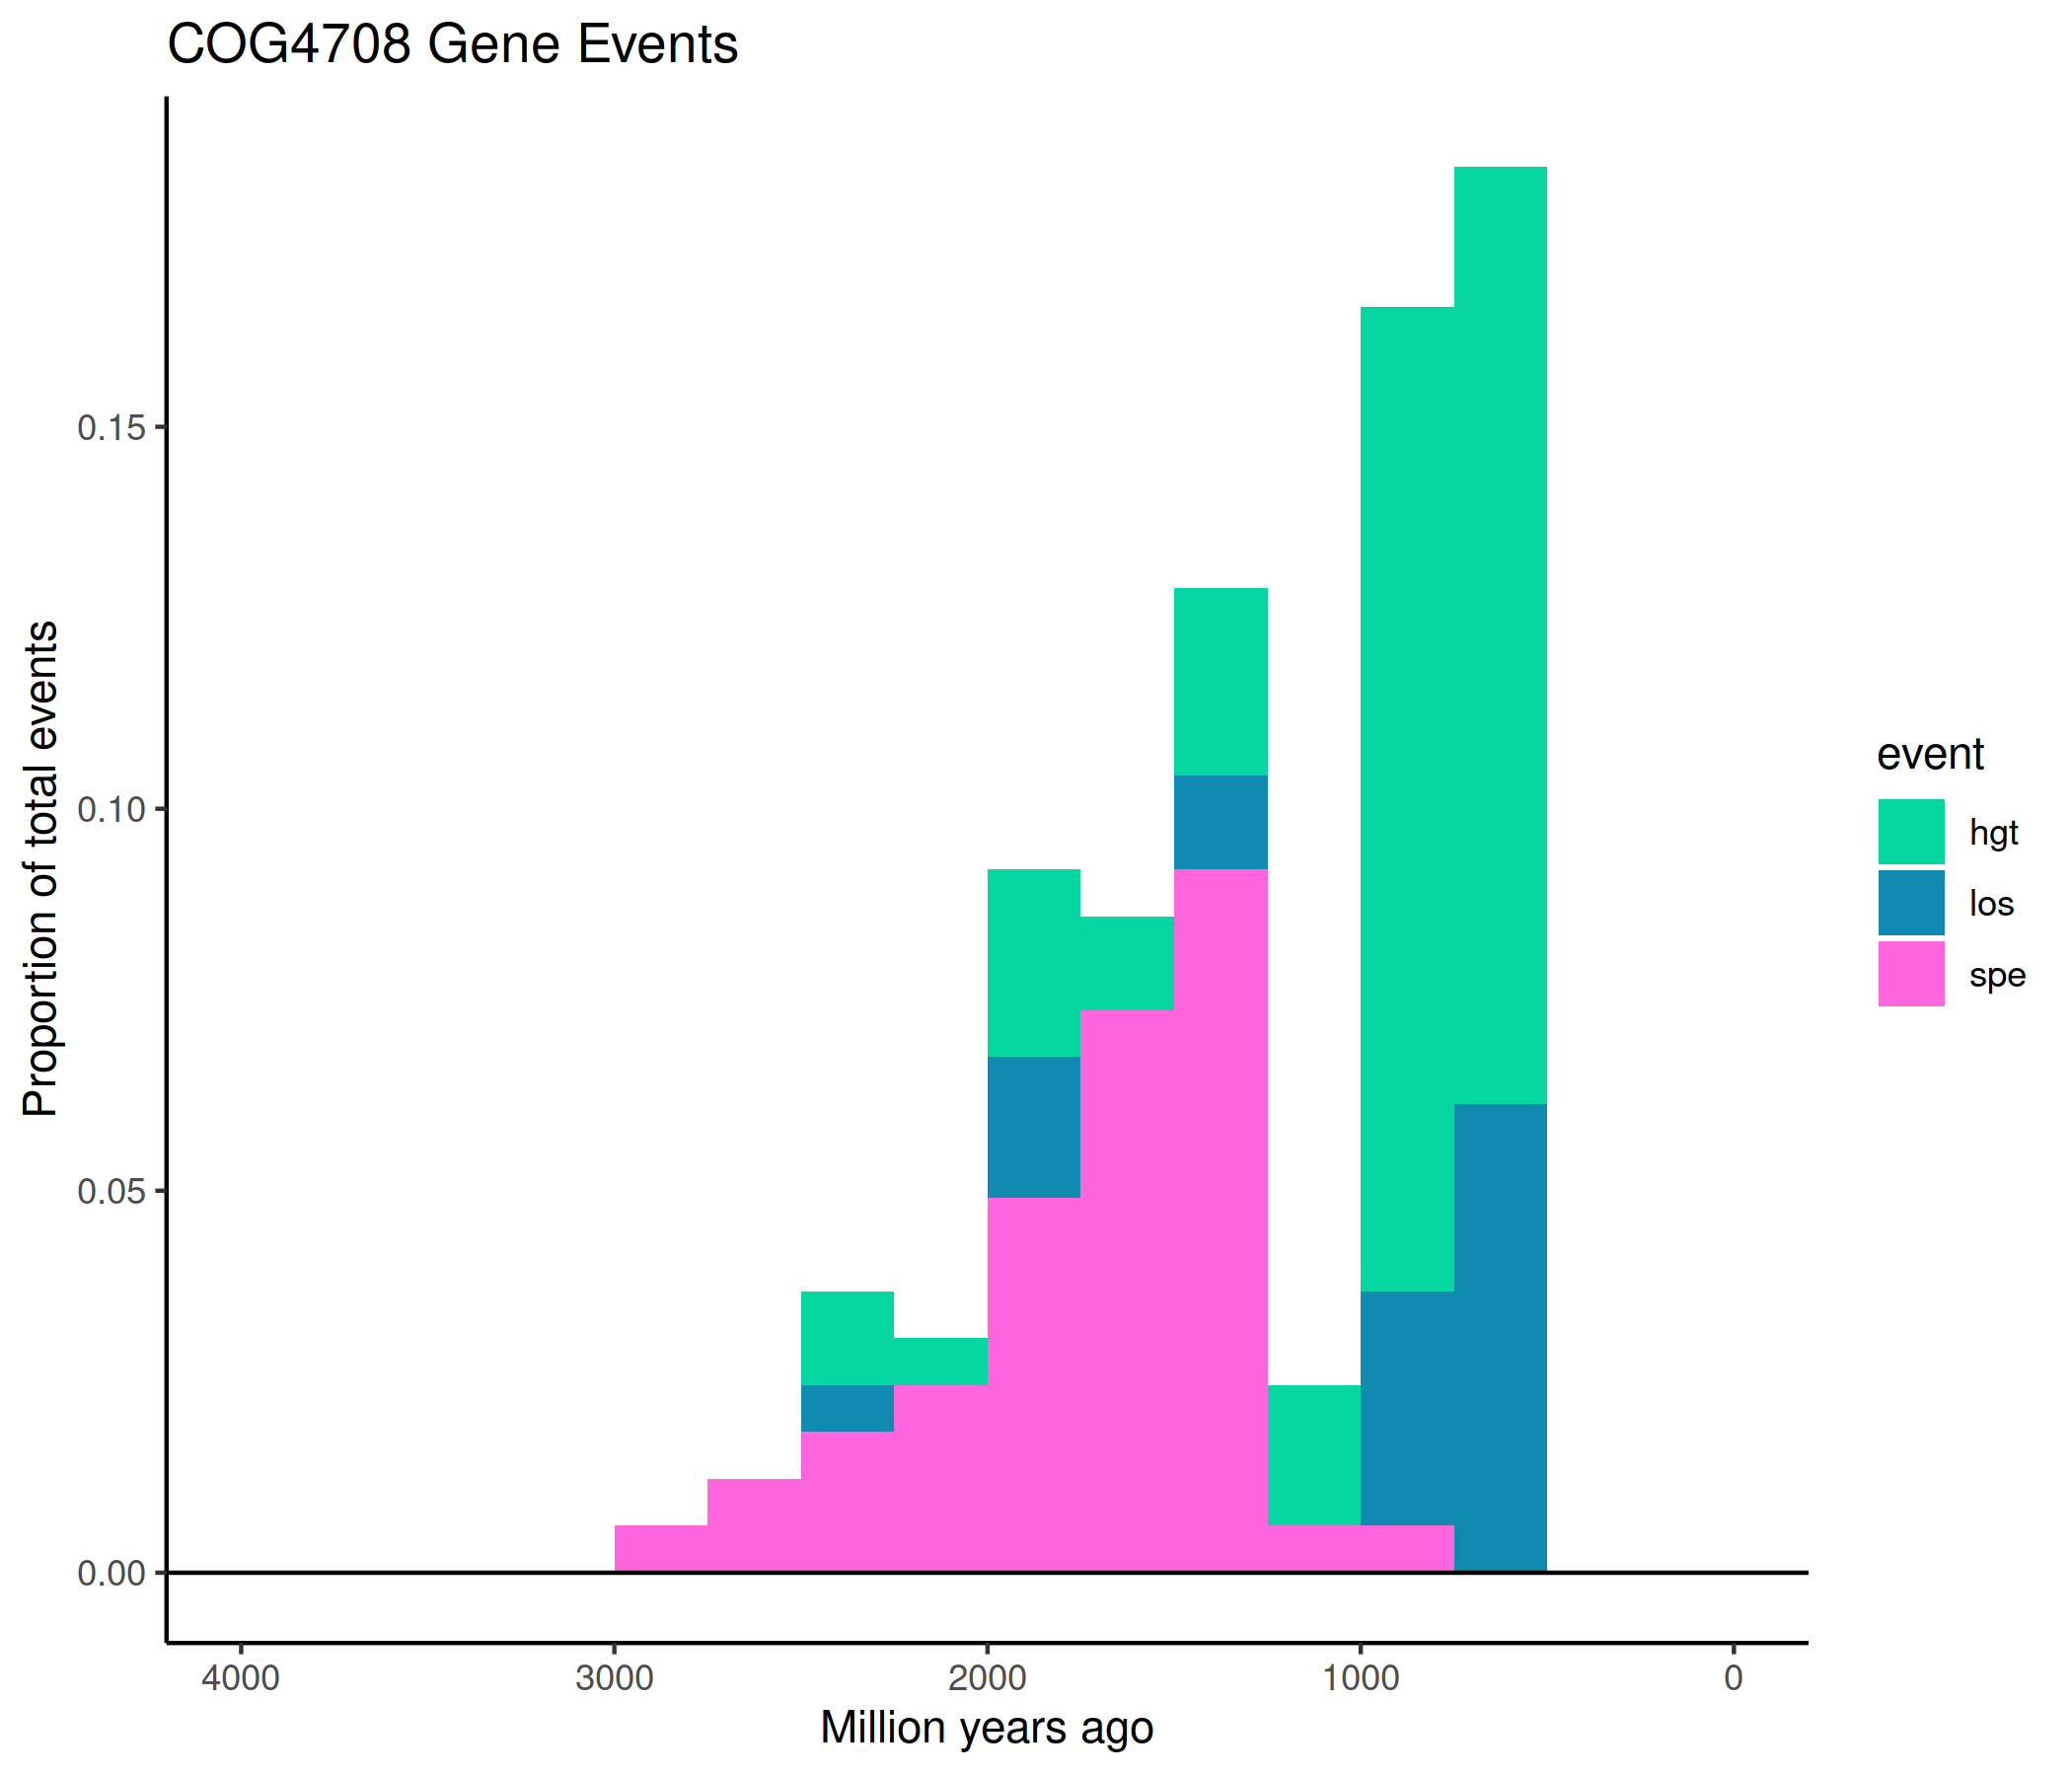 COG4708 Gene Events
Proportion of total events
0.15
0.10
0.05
0.00
4000 3000 2000 1000 0
Million years ago
event
hgt
los
spe